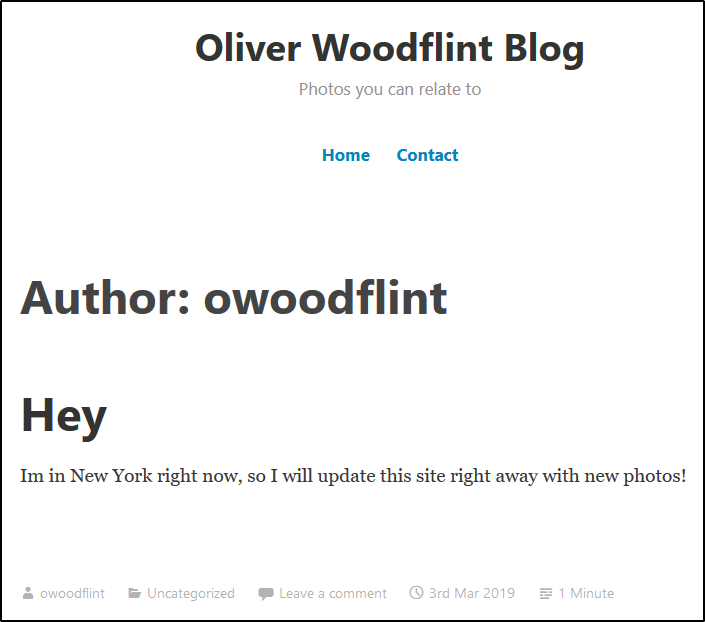 Oliver Woodflint Blog
Photos you can relate to
Home Contact
Author: owoodflint
Hey
Im in New York right now, so I will update this site right away with new photos!
owoodflint Uncategorized Leave a comment 3rd Mar 2019 1 Minute